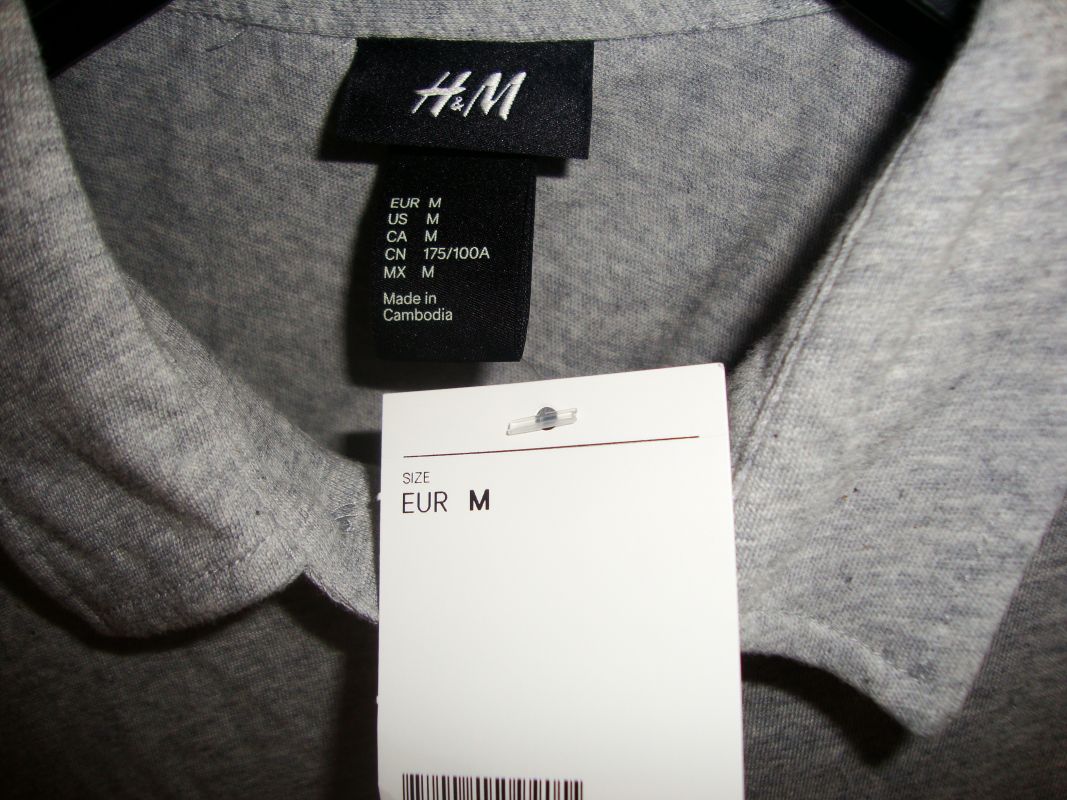 H&M
EUR M
US M
CA M
CN 175/100A
MX M
Made in
Cambodia
SIZE
EUR M